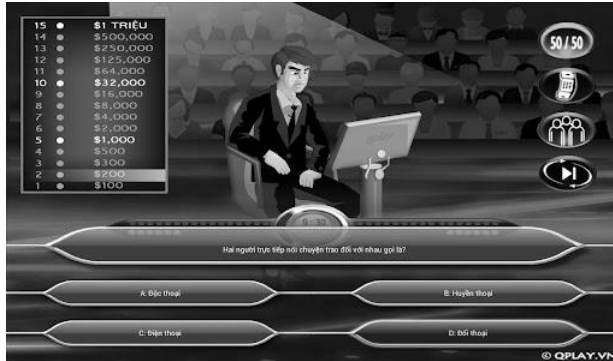 15 $1 TRIỆU
14 $500,000
13 $250,000
12 $125,000
11 $64,000
10 $32,000
9 $16,000
8 $8,000
7 $4,000
6 $2,000
5 $1,000
4 $500
3 $300
2 $200
1 $100
50 / 50
Hai người trực tiếp nói chuyện trao đổi với nhau gọi là?
A: Độc thoại
B: Huyền thoại
C: Điện thoại
D: Đối thoại
© QPLAY.VN